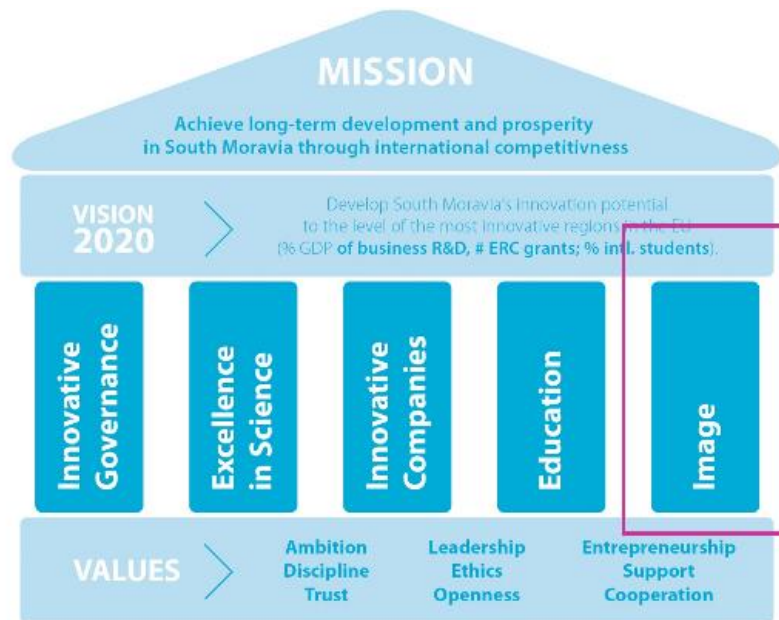 MISSION
Achieve long-term development and prosperity
in South Moravia through international competitivness
VISION
2020
Develop South Moravia's innovation potential
to the level of the most innovative regions in the EU
(% GDP of business R&D, # ERC grants; % intl. students).
Innovative
Governance
Excellence
in Science
Innovative
Companies
Education
Image
VALUES
Ambition
Discipline
Trust
Leadership
Ethics
Openness
Entrepreneurship
Support
Cooperation